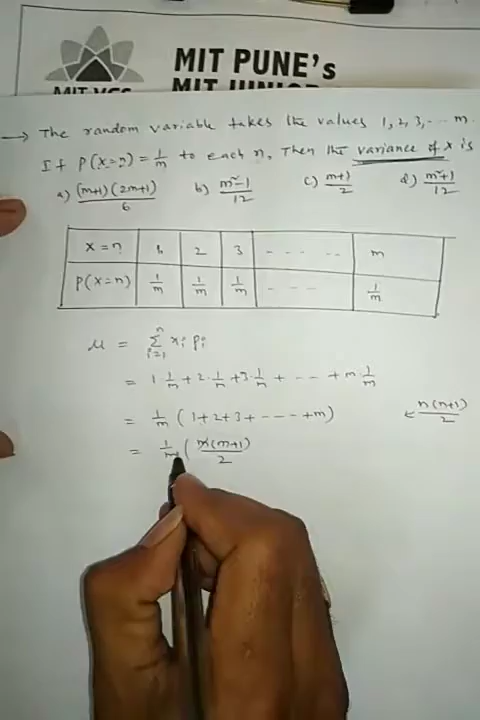 MIT PUNE's
→ The random variable takes the values 1, 2, 3, --- m.
If P(X=n) = 1/m to each n, Then the variance of x is
a) (m+1)(2m+1)/6 b) m²-1/12 c) m+1/2 d) m²+1/12
X=n 1 2 3 - - - - - m
P(X=n) 1/m 1/m 1/m - - - 1/m
μ = Σ i=1 n xi pi
= 1·1/m + 2·1/m + 3·1/m + -- -- + m·1/m
= 1/m (1+2+3+ ---- +m)
n(n+1)/2
= 1/m ( m(m+1)/2